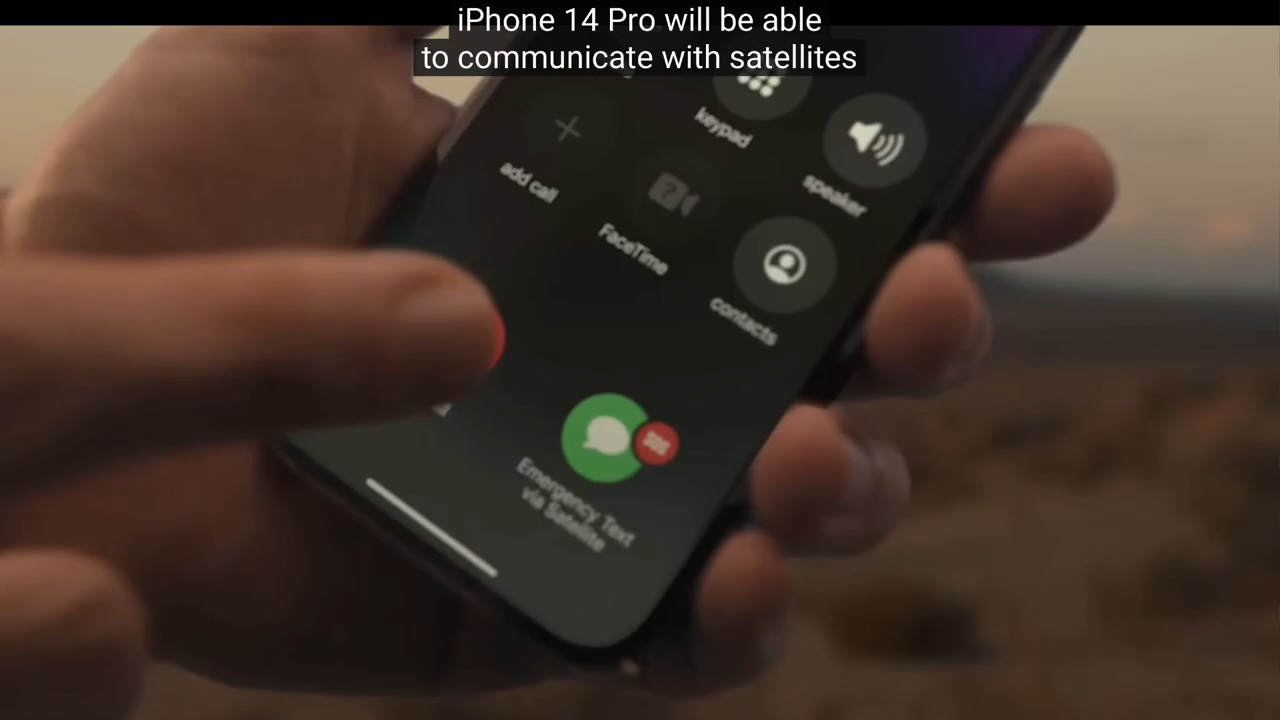 iPhone 14 Pro will be able
to communicate with satellites
keypad
speaker
add call
FaceTime
contacts
SOS
Emergency Text
via Satellite